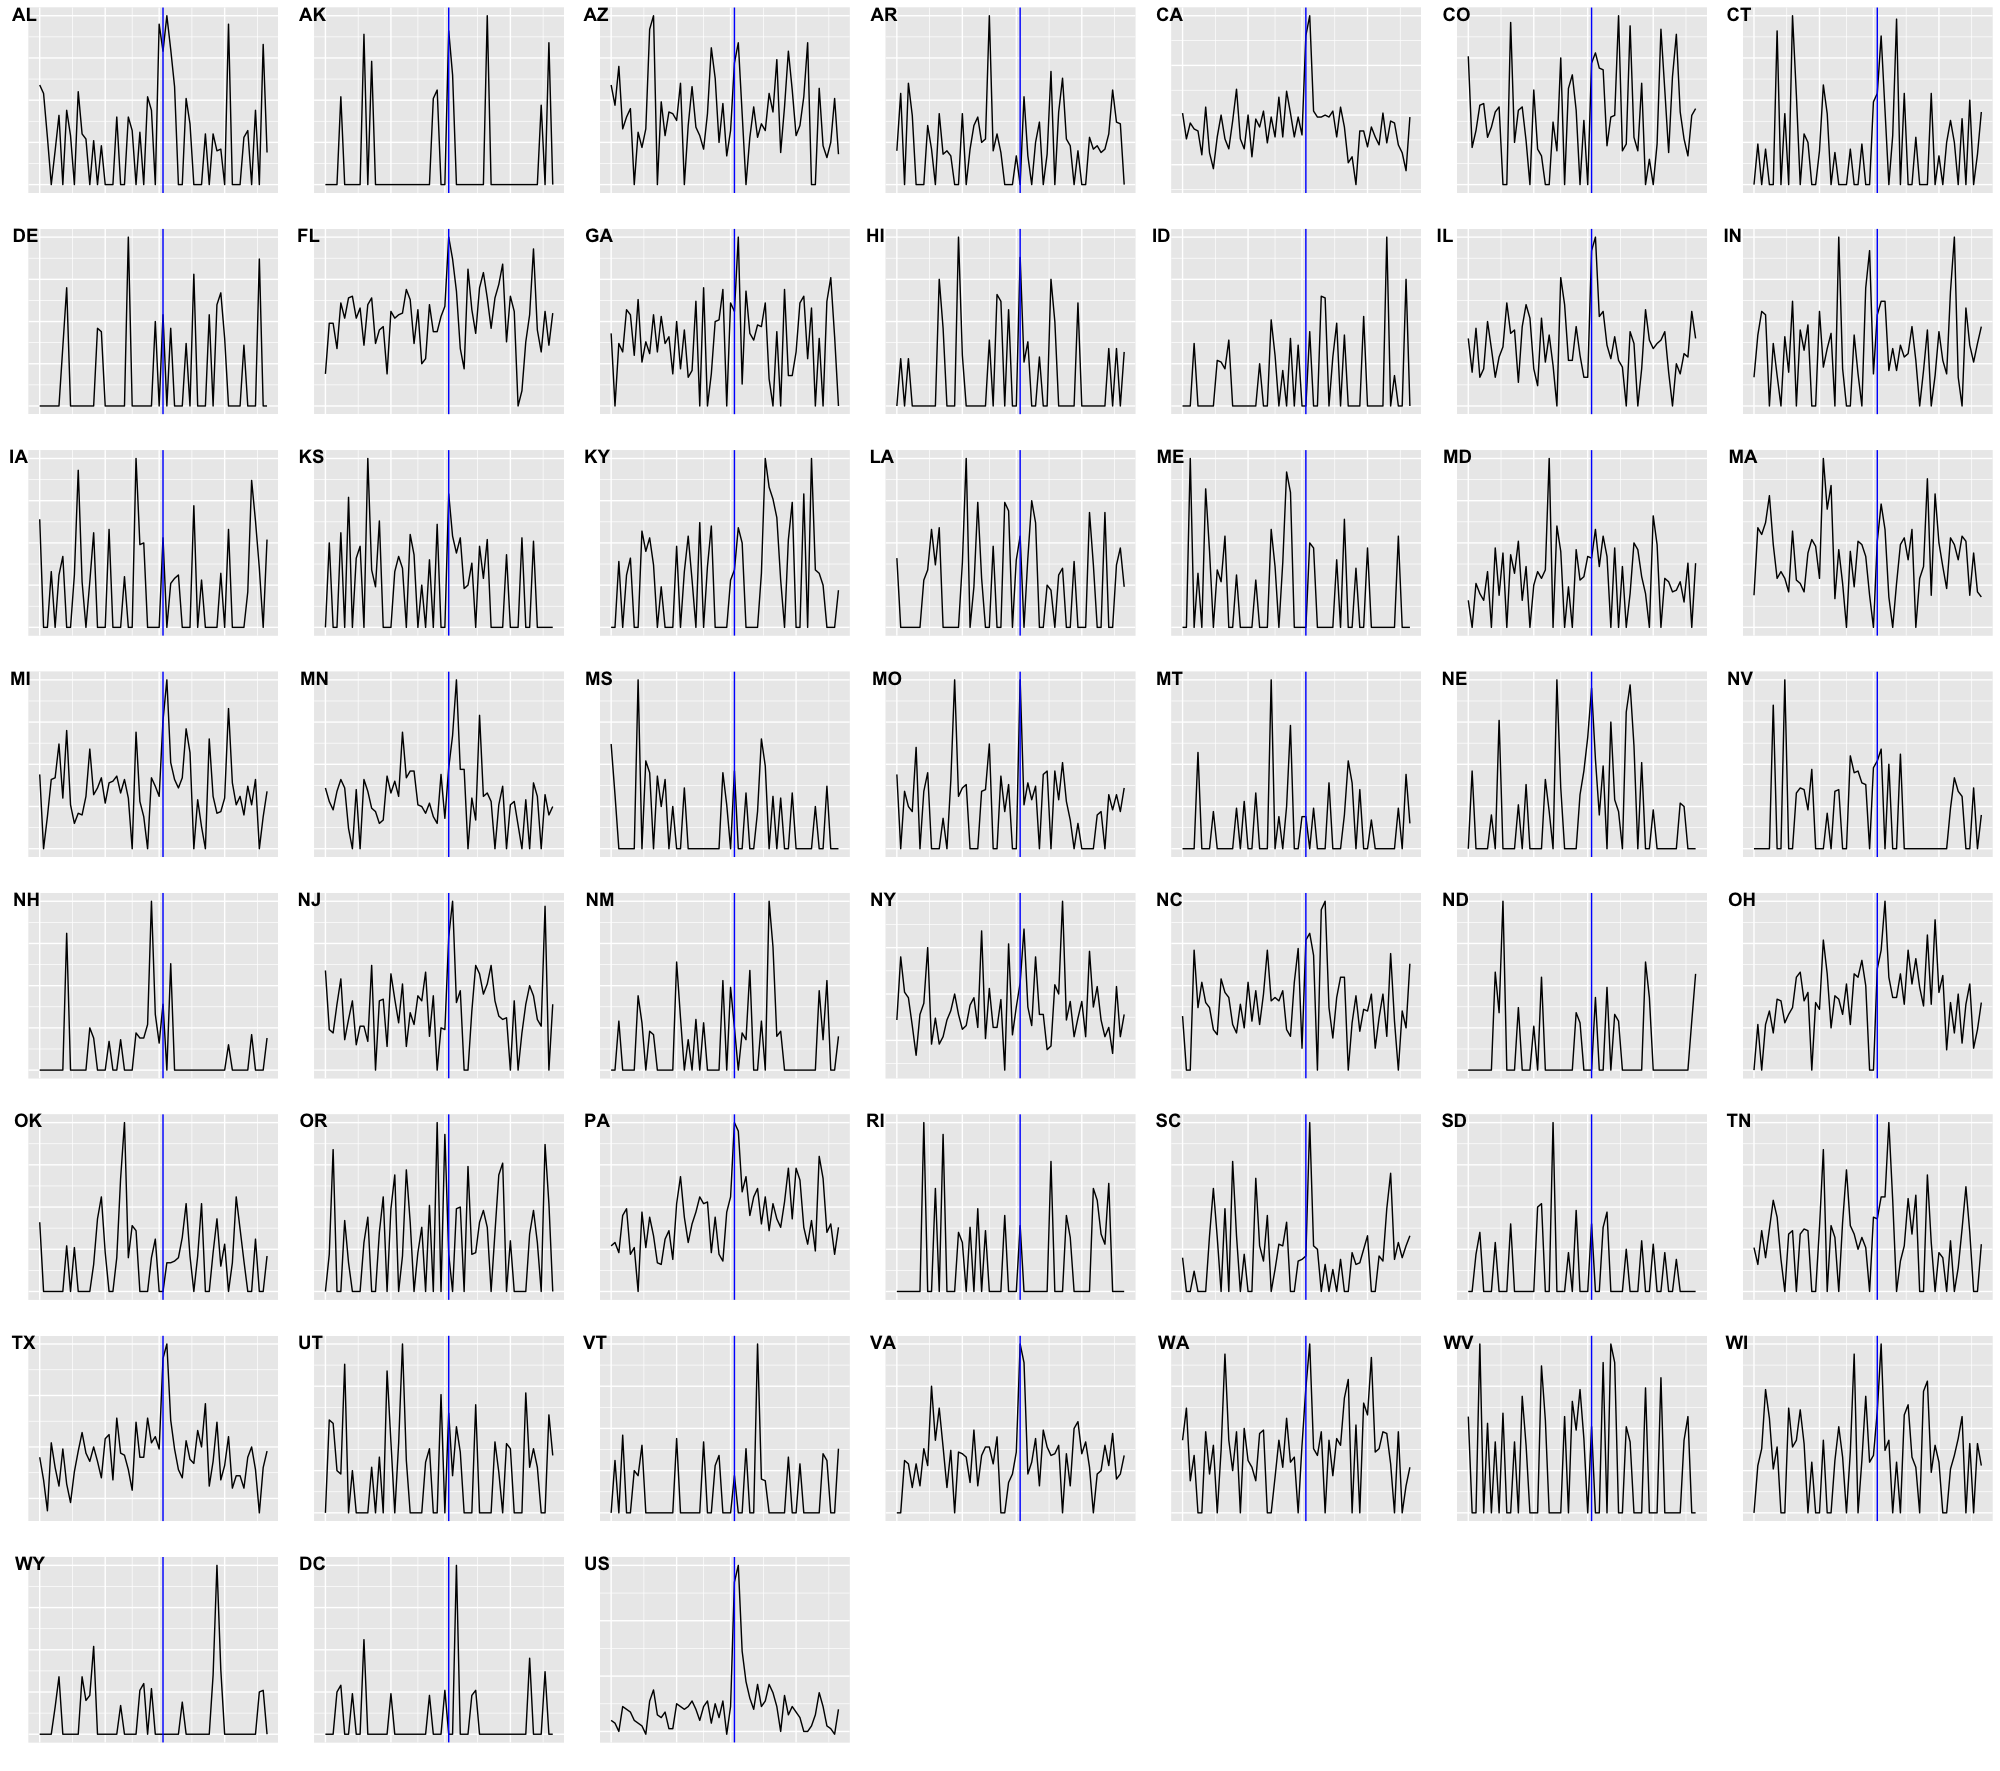 AL AK AZ AR CA CO CT
DE FL GA HI ID IL IN
IA KS KY LA ME MD MA
MI MN MS MO MT NE NV
NH NJ NM NY NC ND OH
OK OR PA RI SC SD TN
TX UT VT VA WA WV WI
WY DC US